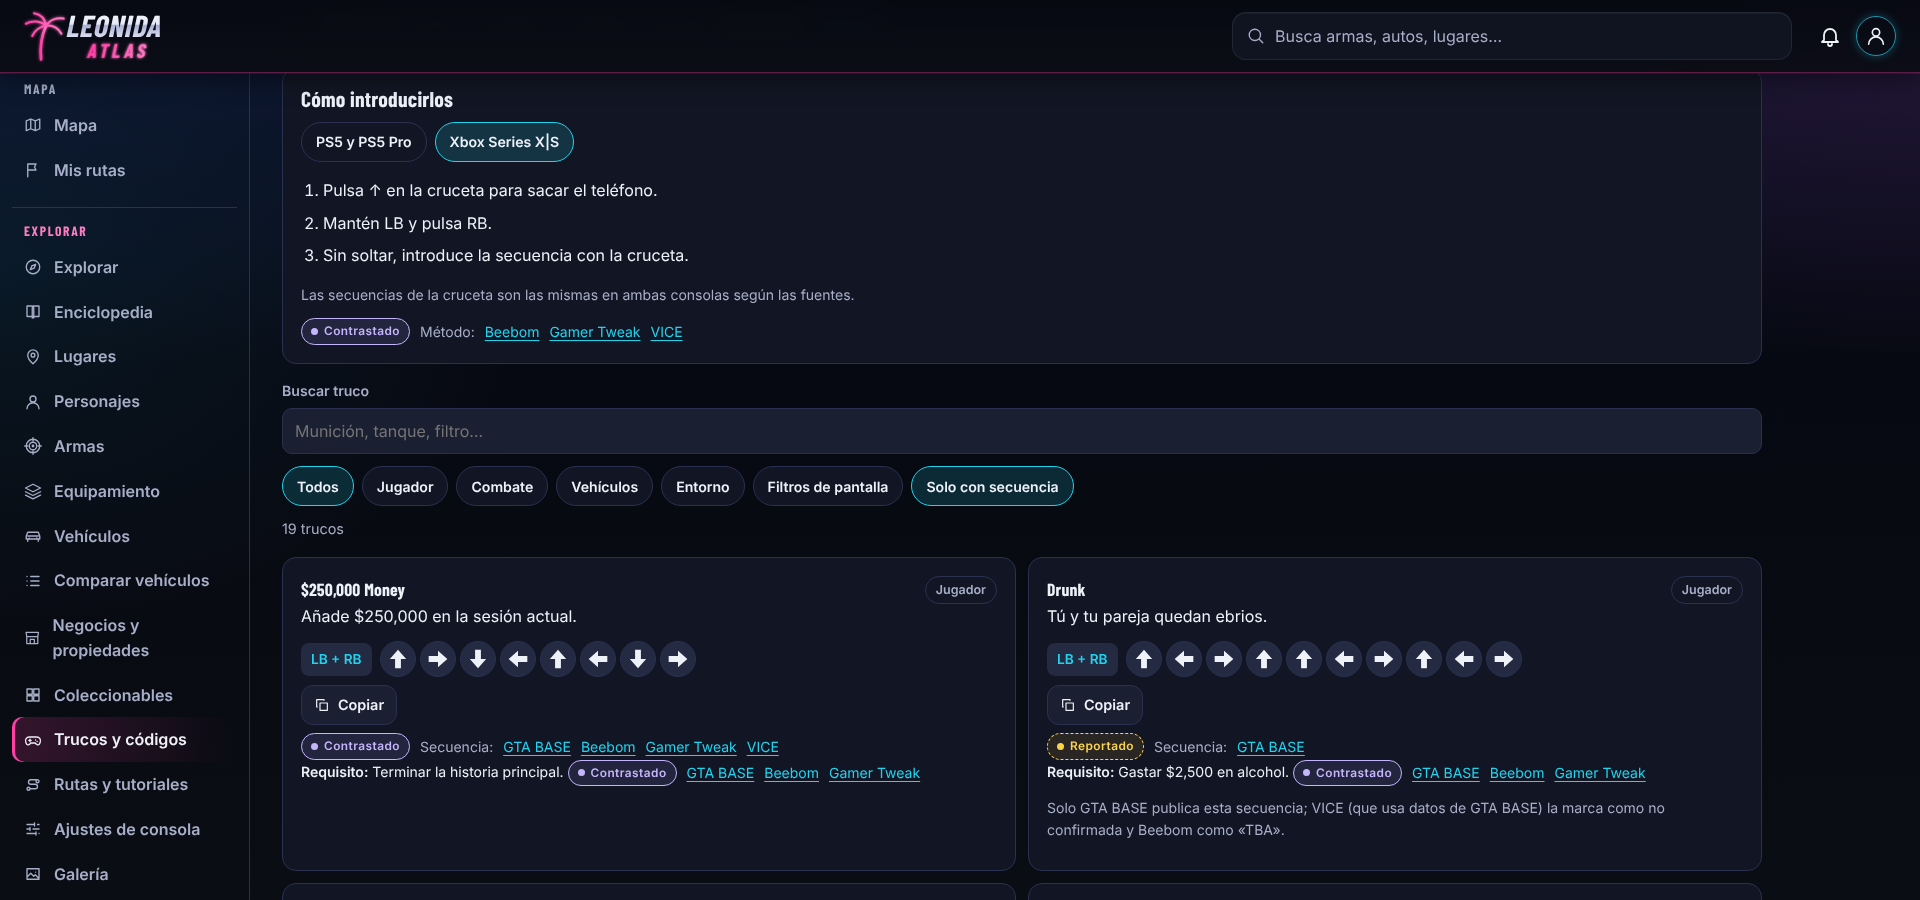 LEONIDA
ATLAS
Busca armas, autos, lugares...
MAPA
Mapa
Mis rutas
EXPLORAR
Explorar
Enciclopedia
Lugares
Personajes
Armas
Equipamiento
Vehículos
Comparar vehículos
Negocios y
propiedades
Coleccionables
Trucos y códigos
Rutas y tutoriales
Ajustes de consola
Galería
Cómo introducirlos
PS5 y PS5 Pro
Xbox Series X|S
1. Pulsa ↑ en la cruceta para sacar el teléfono.
2. Mantén LB y pulsa RB.
3. Sin soltar, introduce la secuencia con la cruceta.
Las secuencias de la cruceta son las mismas en ambas consolas según las fuentes.
Contrastado Método: Beebom Gamer Tweak VICE
Buscar truco
Munición, tanque, filtro...
Todos Jugador Combate Vehículos Entorno Filtros de pantalla Solo con secuencia
19 trucos
$250,000 Money Jugador
Añade $250,000 en la sesión actual.
LB + RB ↑ → ↓ ← ↑ ← ↓ →
Copiar
Contrastado Secuencia: GTA BASE Beebom Gamer Tweak VICE
Requisito: Terminar la historia principal. Contrastado GTA BASE Beebom Gamer Tweak
Drunk Jugador
Tú y tu pareja quedan ebrios.
LB + RB ↑ ← → ↑ ↑ ← → ↑ ← →
Copiar
Reportado Secuencia: GTA BASE
Requisito: Gastar $2,500 en alcohol. Contrastado GTA BASE Beebom Gamer Tweak
Solo GTA BASE publica esta secuencia; VICE (que usa datos de GTA BASE) la marca como no
confirmada y Beebom como «TBA».